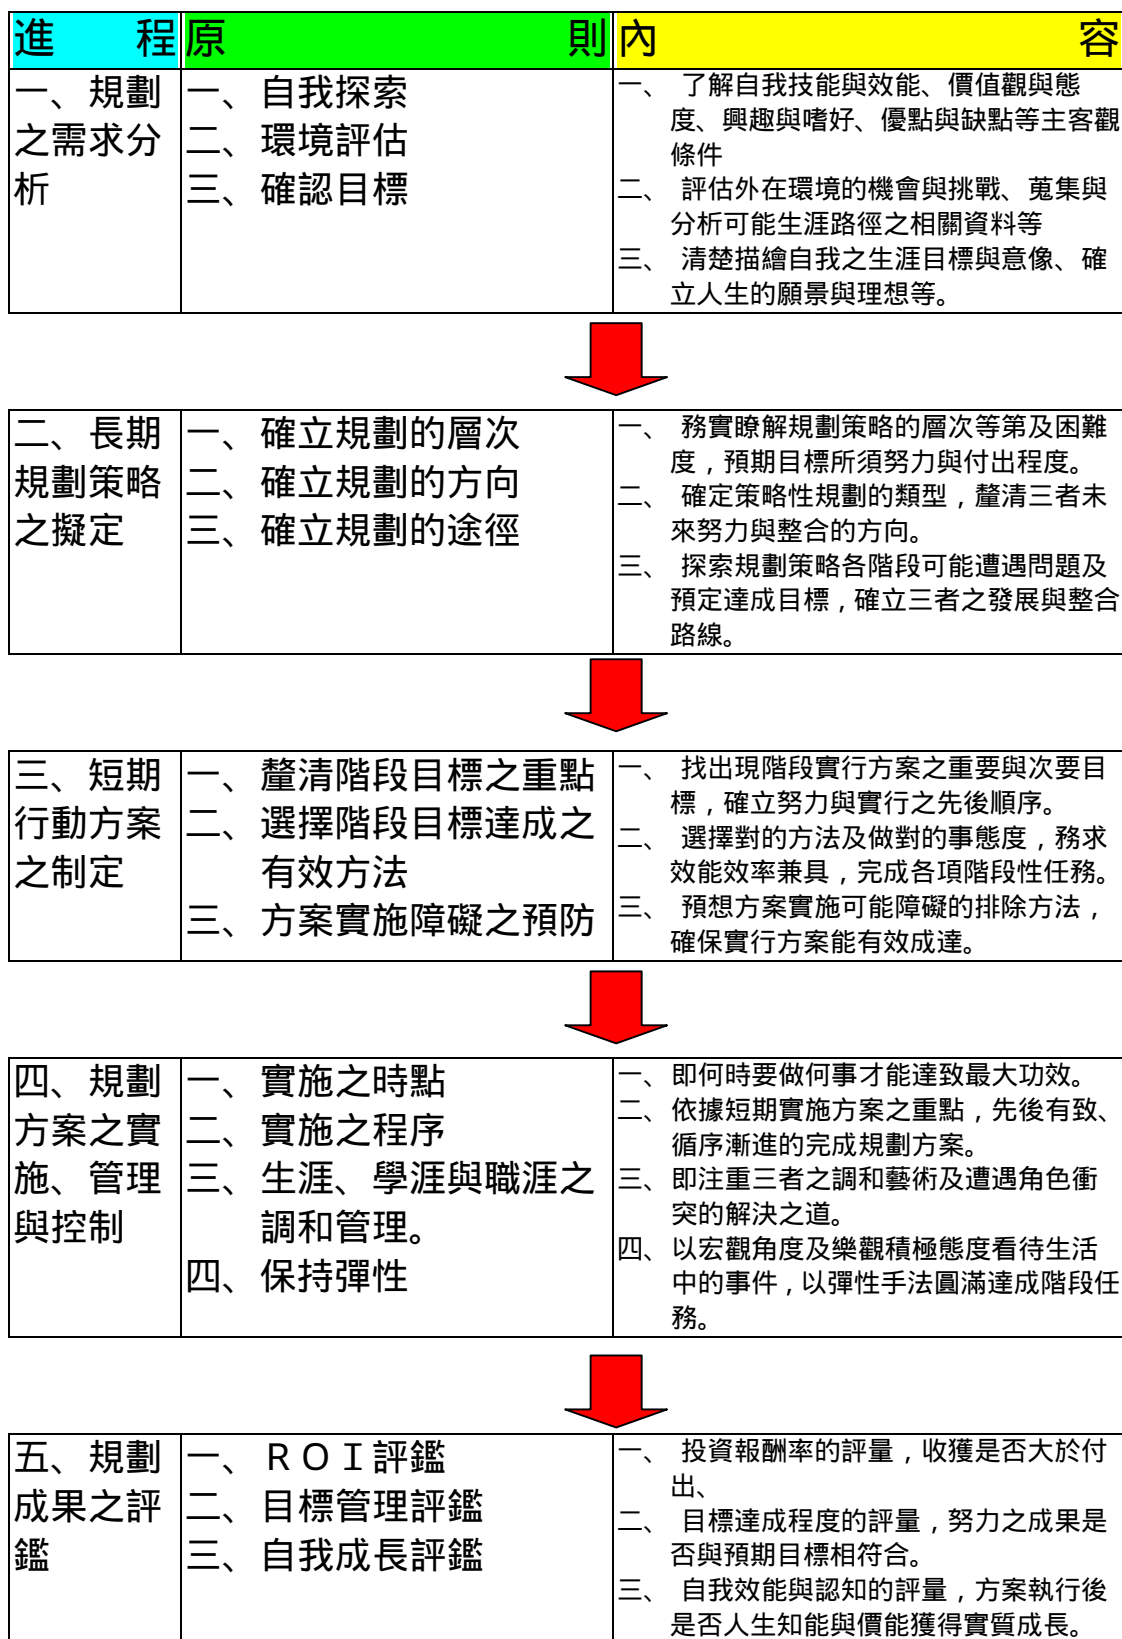 進 程 原 則 內 容
一、規劃
之需求分
析
一、自我探索
二、環境評估
三、確認目標
一、 了解自我技能與效能、價值觀與態
度、興趣與嗜好、優點與缺點等主客觀
條件
二、 評估外在環境的機會與挑戰、蒐集與
分析可能生涯路徑之相關資料等
三、 清楚描繪自我之生涯目標與意像、確
立人生的願景與理想等。
二、長期
規劃策略
之擬定
一、確立規劃的層次
二、確立規劃的方向
三、確立規劃的途徑
一、 務實瞭解規劃策略的層次等第及困難
度，預期目標所須努力與付出程度。
二、 確定策略性規劃的類型，釐清三者未
來努力與整合的方向。
三、 探索規劃策略各階段可能遭遇問題及
預定達成目標，確立三者之發展與整合
路線。
三、短期
行動方案
之制定
一、釐清階段目標之重點
二、選擇階段目標達成之
有效方法
三、方案實施障礙之預防
一、 找出現階段實行方案之重要與次要目
標，確立努力與實行之先後順序。
二、 選擇對的方法及做對的事態度，務求
效能效率兼具，完成各項階段性任務。
三、 預想方案實施可能障礙的排除方法，
確保實行方案能有效成達。
四、規劃
方案之實
施、管理
與控制
一、實施之時點
二、實施之程序
三、生涯、學涯與職涯之
調和管理。
四、保持彈性
一、即何時要做何事才能達致最大功效。
二、依據短期實施方案之重點，先後有致、
循序漸進的完成規劃方案。
三、即注重三者之調和藝術及遭遇角色衝
突的解決之道。
四、以宏觀角度及樂觀積極態度看待生活
中的事件，以彈性手法圓滿達成階段任
務。
五、規劃
成果之評
鑑
一、ＲＯＩ評鑑
二、目標管理評鑑
三、自我成長評鑑
一、 投資報酬率的評量，收獲是否大於付
出、
二、 目標達成程度的評量，努力之成果是
否與預期目標相符合。
三、 自我效能與認知的評量，方案執行後
是否人生知能與價能獲得實質成長。